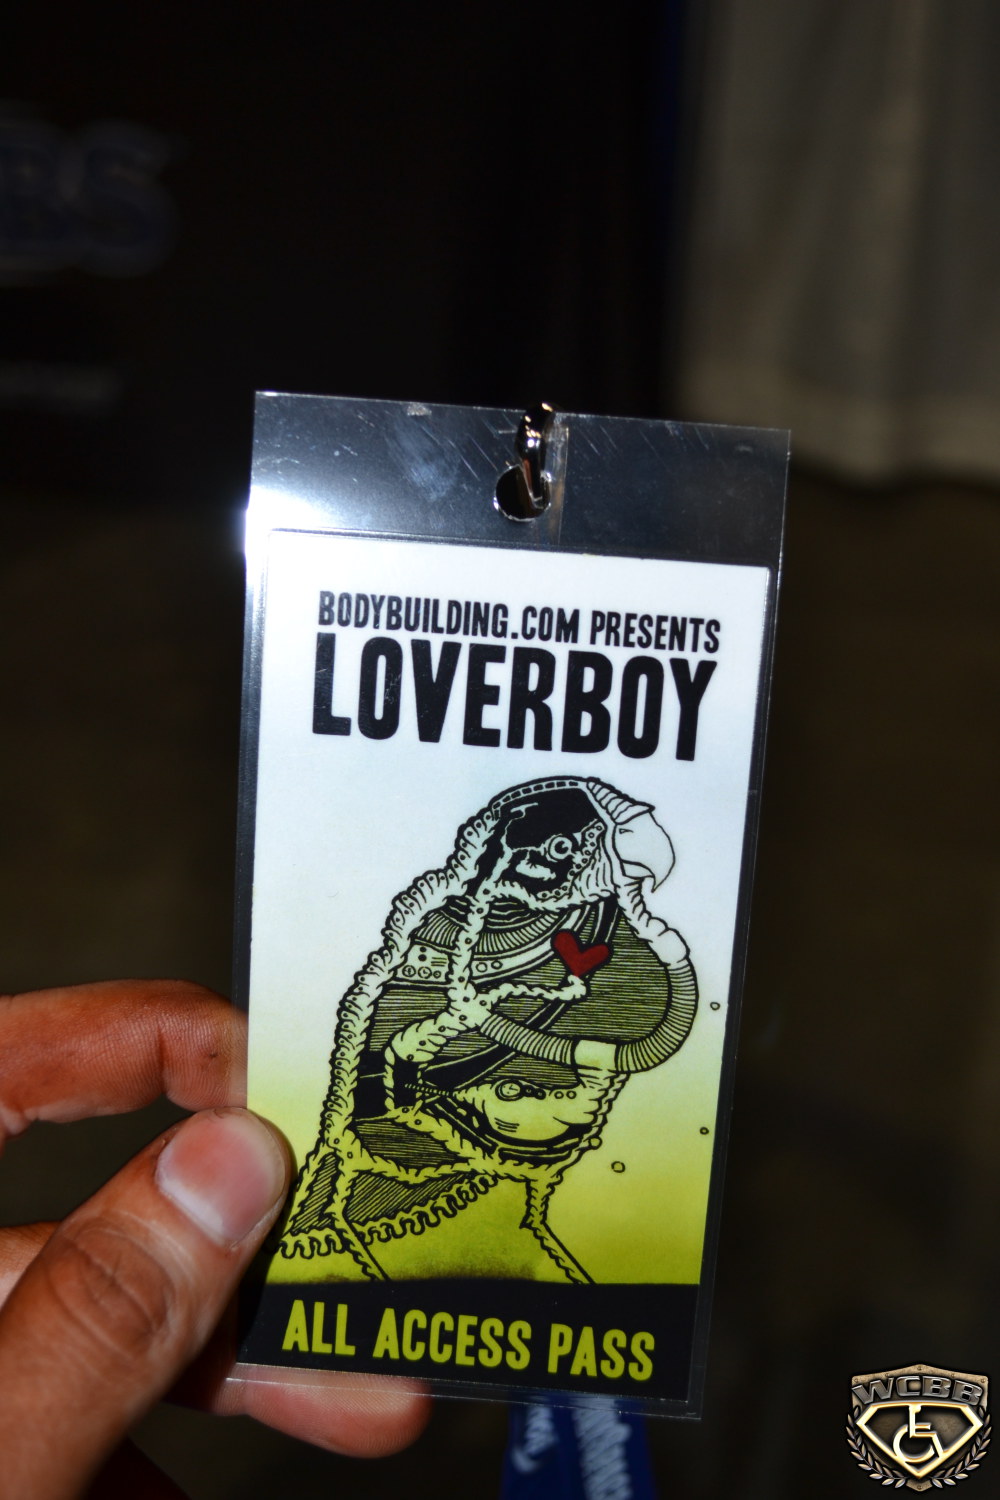 BODYBUILDING.COM PRESENTS
LOVERBOY
ALL ACCESS PASS
WCBB